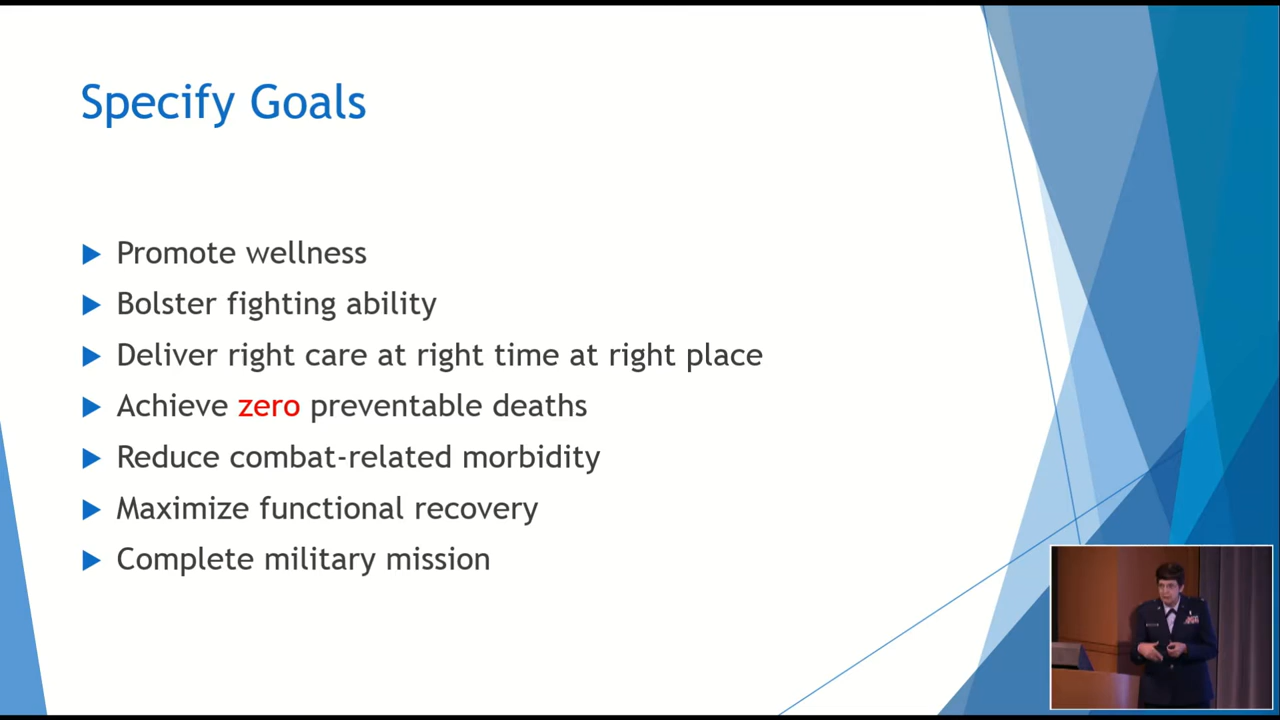 Specify Goals
Promote wellness
Bolster fighting ability
Deliver right care at right time at right place
Achieve zero preventable deaths
Reduce combat-related morbidity
Maximize functional recovery
Complete military mission